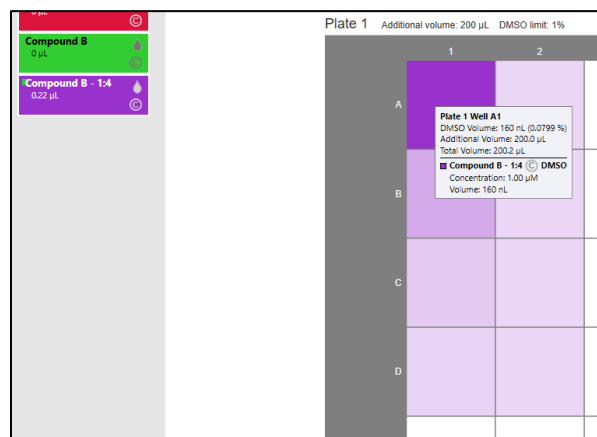 0 µL
©
Compound B
0 µL
©
Compound B - 1:4
0.22 µL
©
Plate 1 Additional volume: 200 µL DMSO limit: 1%
1 2
A
Plate 1 Well A1
DMSO Volume: 160 nL (0.0799 %)
Additional Volume: 200.0 µL
Total Volume: 200.2 µL
Compound B - 1:4 © DMSO
Concentration: 1.00 µM
Volume: 160 nL
B
C
D